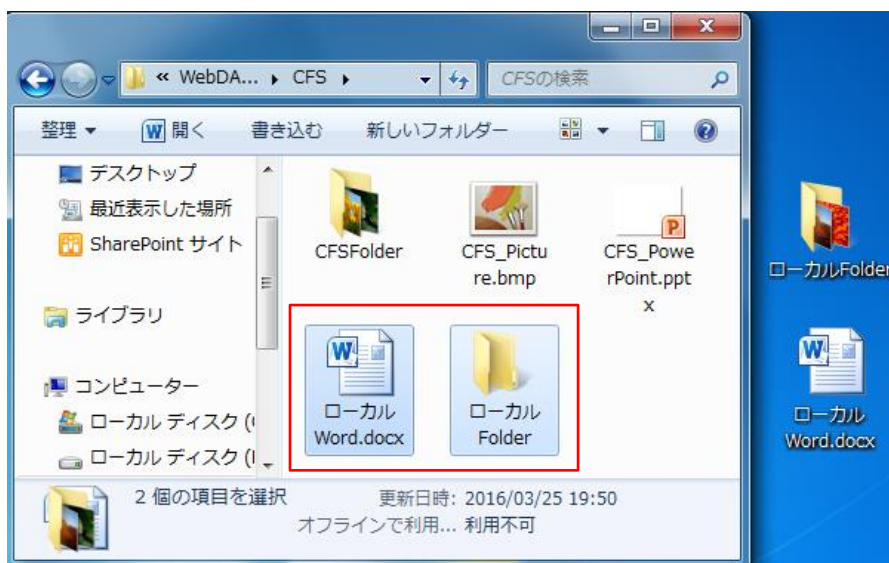 « WebDA... ▸ CFS ▸
CFSの検索
整理 ▼ 開く 書き込む 新しいフォルダー
デスクトップ
最近表示した場所
SharePoint サイト
ライブラリ
コンピューター
ローカル ディスク (
ローカル ディスク (
CFSFolder
CFS_Pictu
re.bmp
CFS_Powe
rPoint.ppt
x
ローカル
Word.docx
ローカル
Folder
2 個の項目を選択
更新日時: 2016/03/25 19:50
オフラインで利用... 利用不可
ローカルFolder
ローカル
Word.docx